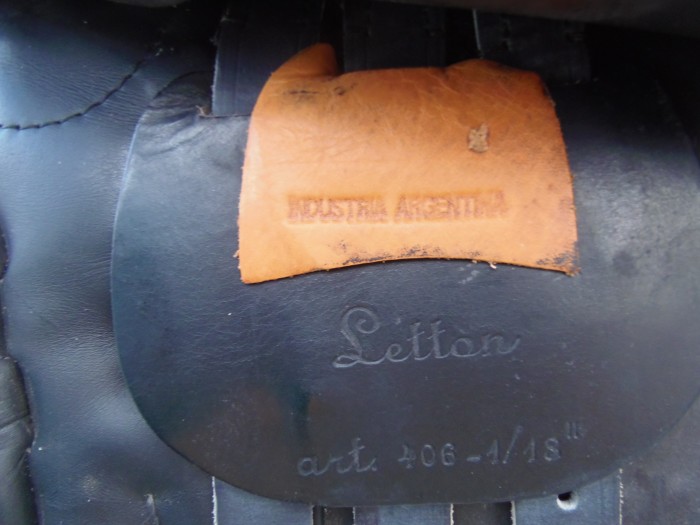 INDUSTRIA ARGENTINA
Letton
art. 406-1/18"